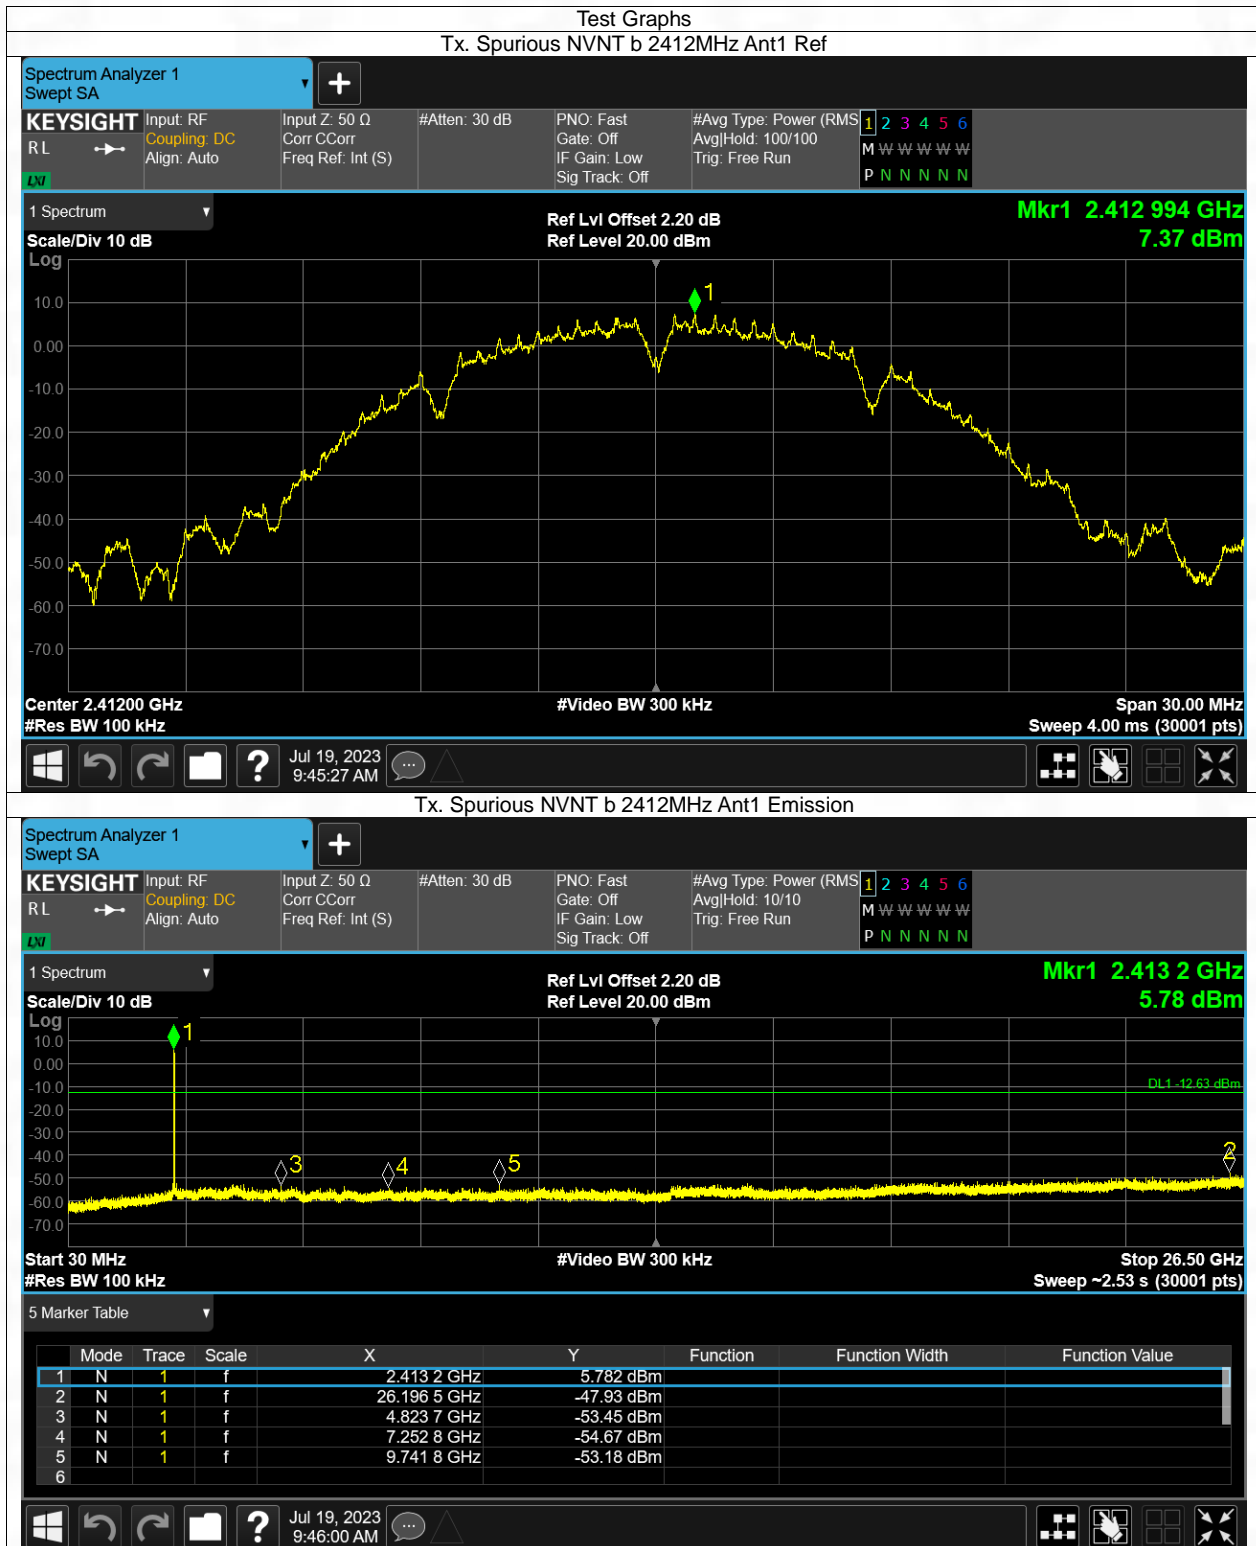 Test Graphs
Tx. Spurious NVNT b 2412MHz Ant1 Ref
Spectrum Analyzer 1
Swept SA
+
KEYSIGHT Input: RF Input Z: 50 Ω #Atten: 30 dB PNO: Fast #Avg Type: Power (RMS 1 2 3 4 5 6
R L Coupling: DC Corr CCorr Gate: Off Avg|Hold: 100/100 M W W W W W
Align: Auto Freq Ref: Int (S) IF Gain: Low Trig: Free Run
LXI Sig Track: Off P N N N N N
1 Spectrum Ref Lvl Offset 2.20 dB Mkr1 2.412 994 GHz
Scale/Div 10 dB Ref Level 20.00 dBm 7.37 dBm
Log
1
10.0
0.00
-10.0
-20.0
-30.0
-40.0
-50.0
-60.0
-70.0
Center 2.41200 GHz #Video BW 300 kHz Span 30.00 MHz
#Res BW 100 kHz Sweep 4.00 ms (30001 pts)
? Jul 19, 2023
9:45:27 AM
Tx. Spurious NVNT b 2412MHz Ant1 Emission
Spectrum Analyzer 1
Swept SA
+
KEYSIGHT Input: RF Input Z: 50 Ω #Atten: 30 dB PNO: Fast #Avg Type: Power (RMS 1 2 3 4 5 6
R L Coupling: DC Corr CCorr Gate: Off Avg|Hold: 10/10 M W W W W W
Align: Auto Freq Ref: Int (S) IF Gain: Low Trig: Free Run
LXI Sig Track: Off P N N N N N
1 Spectrum Ref Lvl Offset 2.20 dB Mkr1 2.413 2 GHz
Scale/Div 10 dB Ref Level 20.00 dBm 5.78 dBm
Log
1
10.0
0.00
-10.0 DL1 -12.63 dBm
-20.0
-30.0
-40.0 2
3 4 5
-50.0
-60.0
-70.0
Start 30 MHz #Video BW 300 kHz Stop 26.50 GHz
#Res BW 100 kHz Sweep ~2.53 s (30001 pts)
5 Marker Table
Mode Trace Scale X Y Function Function Width Function Value
1 N 1 f 2.413 2 GHz 5.782 dBm
2 N 1 f 26.196 5 GHz -47.93 dBm
3 N 1 f 4.823 7 GHz -53.45 dBm
4 N 1 f 7.252 8 GHz -54.67 dBm
5 N 1 f 9.741 8 GHz -53.18 dBm
6
? Jul 19, 2023
9:46:00 AM